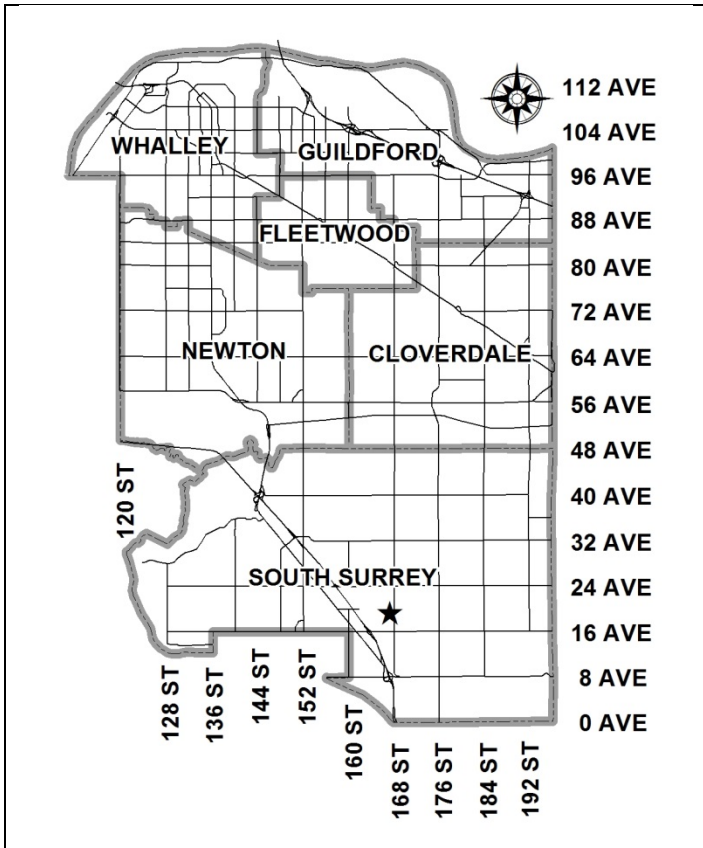 112 AVE
104 AVE
WHALLEY
GUILDFORD
96 AVE
88 AVE
FLEETWOOD
80 AVE
72 AVE
NEWTON
CLOVERDALE
64 AVE
56 AVE
48 AVE
120 ST
40 AVE
32 AVE
SOUTH SURREY
24 AVE
16 AVE
128 ST
136 ST
144 ST
152 ST
8 AVE
160 ST
0 AVE
168 ST
176 ST
184 ST
192 ST